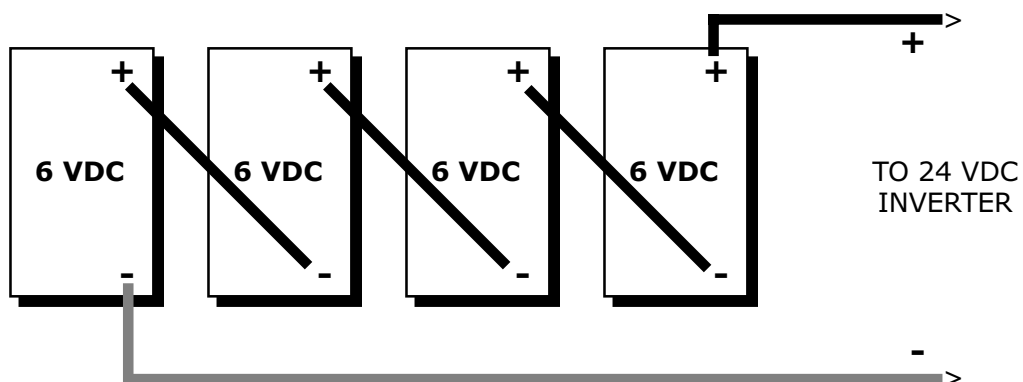 >
+
+ + + +
6 VDC 6 VDC 6 VDC 6 VDC
TO 24 VDC
INVERTER
- - - -
-
>